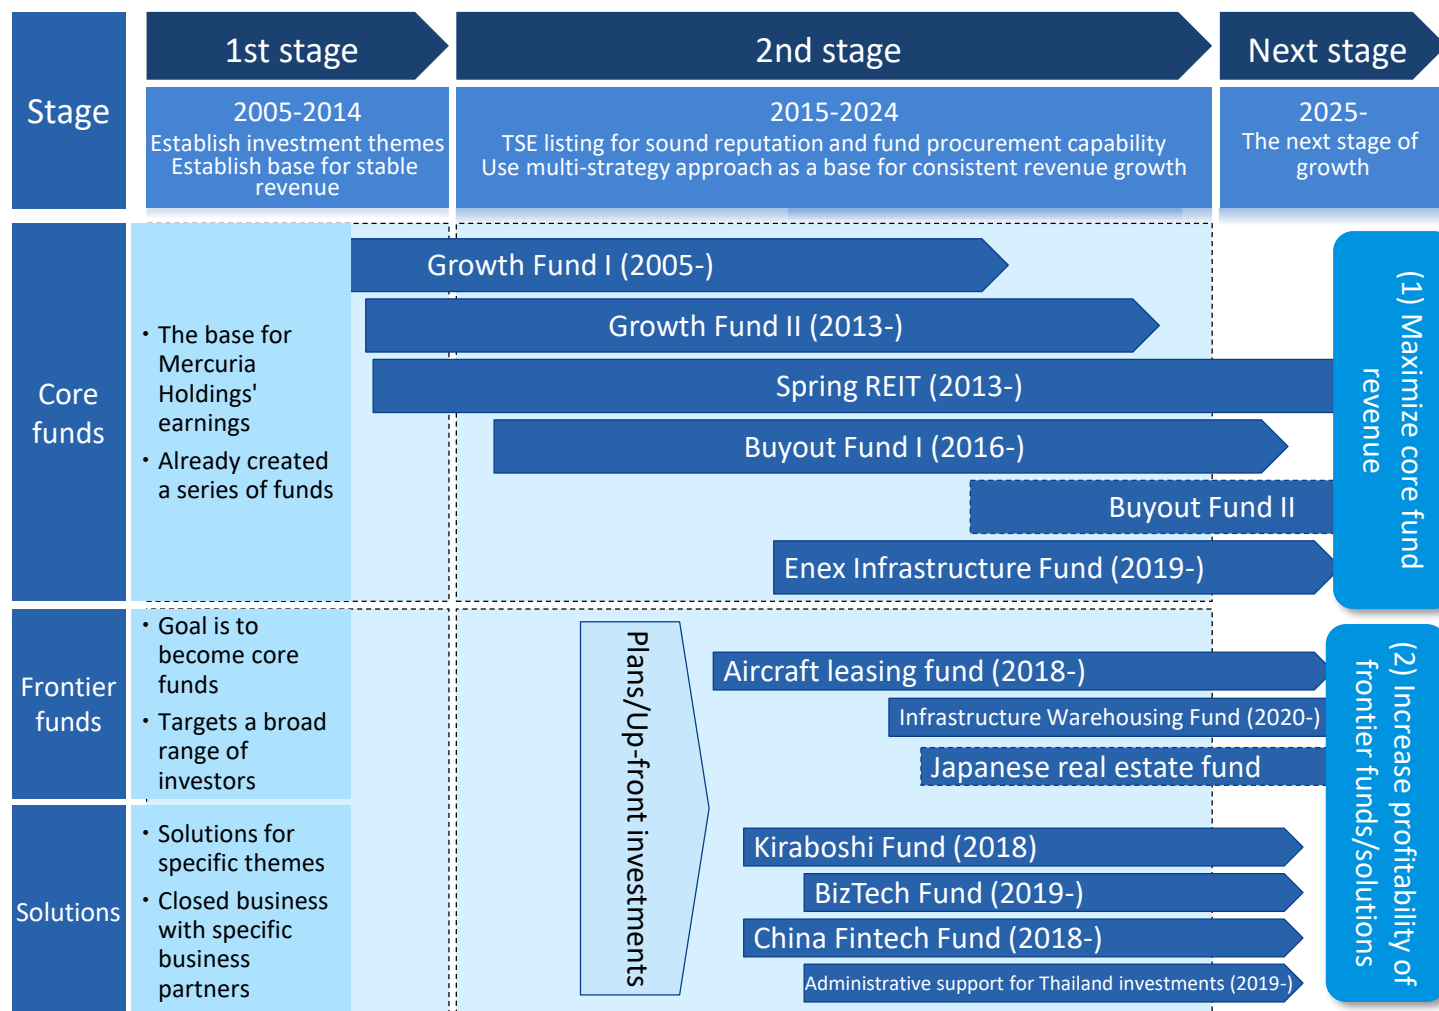 Stage
1st stage
2nd stage
Next stage
2005-2014
Establish investment themes
Establish base for stable
revenue
2015-2024
TSE listing for sound reputation and fund procurement capability
Use multi-strategy approach as a base for consistent revenue growth
2025-
The next stage of
growth
Core
funds
・The base for
Mercuria
Holdings'
earnings
・Already created
a series of funds
Growth Fund I (2005-)
Growth Fund II (2013-)
Spring REIT (2013-)
Buyout Fund I (2016-)
Buyout Fund II
Enex Infrastructure Fund (2019-)
(1) Maximize core fund
revenue
Frontier
funds
・Goal is to
become core
funds
・Targets a broad
range of
investors
Plans/Up-front investments
Aircraft leasing fund (2018-)
Infrastructure Warehousing Fund (2020-)
Japanese real estate fund
(2) Increase profitability of
frontier funds/solutions
Solutions
・Solutions for
specific themes
・Closed business
with specific
business
partners
Kiraboshi Fund (2018)
BizTech Fund (2019-)
China Fintech Fund (2018-)
Administrative support for Thailand investments (2019-)